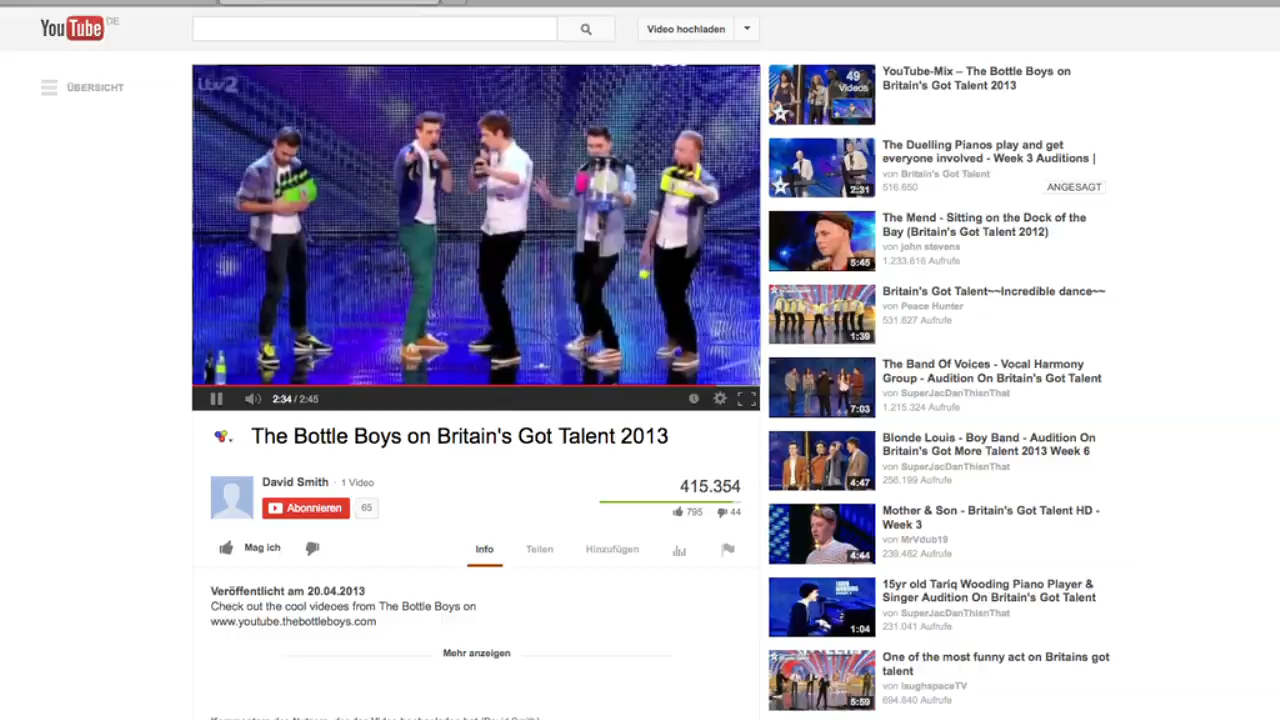 YouTube DE
Video hochladen
ÜBERSICHT
itv2
2:34 / 2:45
The Bottle Boys on Britain's Got Talent 2013
David Smith · 1 Video
Abonnieren 65
415.354
795 44
Mag ich
Info Teilen Hinzufügen
Veröffentlicht am 20.04.2013
Check out the cool videoes from The Bottle Boys on
www.youtube.thebottleboys.com
Mehr anzeigen
49
Videos
YouTube-Mix – The Bottle Boys on
Britain's Got Talent 2013
2:31
The Duelling Pianos play and get
everyone involved - Week 3 Auditions |
von Britain's Got Talent
516.650
ANGESAGT
5:45
The Mend - Sitting on the Dock of the
Bay (Britain's Got Talent 2012)
von john stevens
1.233.616 Aufrufe
1:39
Britain's Got Talent~~Incredible dance~~
von Peace Hunter
531.627 Aufrufe
7:03
The Band Of Voices - Vocal Harmony
Group - Audition On Britain's Got Talent
von SuperJacDanThisnThat
1.215.324 Aufrufe
4:47
Blonde Louis - Boy Band - Audition On
Britain's Got More Talent 2013 Week 6
von SuperJacDanThisnThat
256.199 Aufrufe
4:44
Mother & Son - Britain's Got Talent HD -
Week 3
von MrVdub19
239.462 Aufrufe
1:04
15yr old Tariq Wooding Piano Player &
Singer Audition On Britain's Got Talent
von SuperJacDanThisnThat
231.041 Aufrufe
5:59
One of the most funny act on Britains got
talent
von laughspaceTV
694.640 Aufrufe